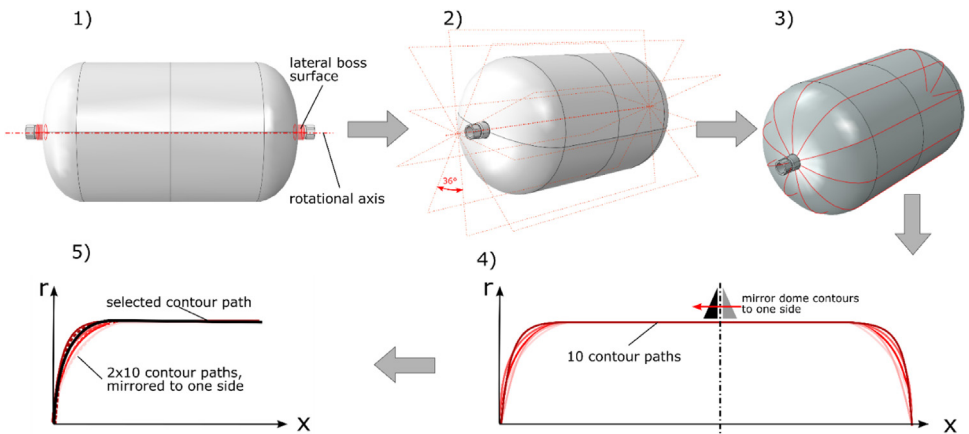 1)
lateral boss
surface
rotational axis
2)
36°
3)
4)
mirror dome contours
to one side
10 contour paths
r
x
5)
r
selected contour path
2x10 contour paths,
mirrored to one side
x